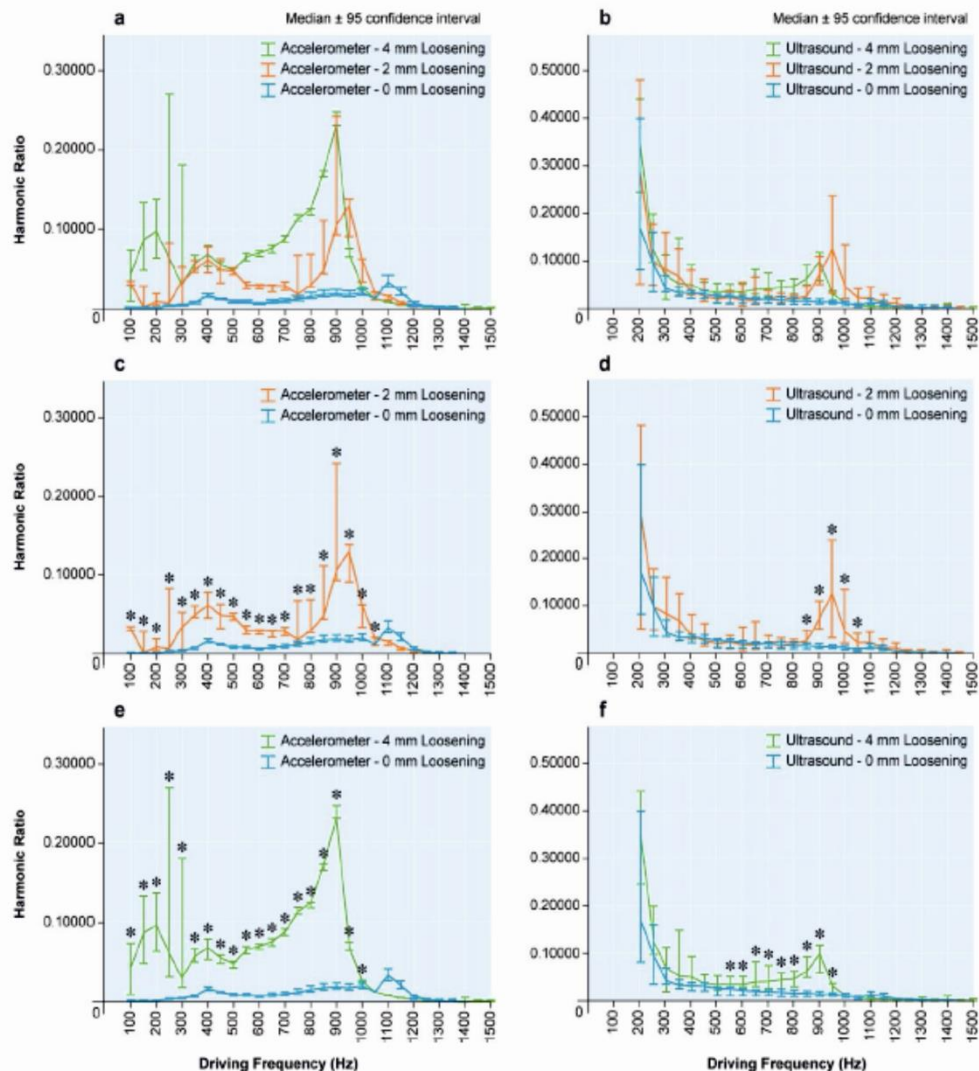 a
Median ± 95 confidence interval
Accelerometer - 4 mm Loosening
Accelerometer - 2 mm Loosening
Accelerometer - 0 mm Loosening
Harmonic Ratio
0.30000
0.20000
0.10000
0
100 200 300 400 500 600 700 800 900 1000 1100 1200 1300 1400 1500
b
Median ± 95 confidence interval
Ultrasound - 4 mm Loosening
Ultrasound - 2 mm Loosening
Ultrasound - 0 mm Loosening
0.50000
0.40000
0.30000
0.20000
0.10000
0
100 200 300 400 500 600 700 800 900 1000 1100 1200 1300 1400 1500
c
Accelerometer - 2 mm Loosening
Accelerometer - 0 mm Loosening
Harmonic Ratio
0.30000
0.20000
0.10000
0
100 200 300 400 500 600 700 800 900 1000 1100 1200 1300 1400 1500
d
Ultrasound - 2 mm Loosening
Ultrasound - 0 mm Loosening
0.50000
0.40000
0.30000
0.20000
0.10000
0
100 200 300 400 500 600 700 800 900 1000 1100 1200 1300 1400 1500
e
Accelerometer - 4 mm Loosening
Accelerometer - 0 mm Loosening
Harmonic Ratio
0.30000
0.20000
0.10000
0
100 200 300 400 500 600 700 800 900 1000 1100 1200 1300 1400 1500
Driving Frequency (Hz)
f
Ultrasound - 4 mm Loosening
Ultrasound - 0 mm Loosening
0.50000
0.40000
0.30000
0.20000
0.10000
0
100 200 300 400 500 600 700 800 900 1000 1100 1200 1300 1400 1500
Driving Frequency (Hz)